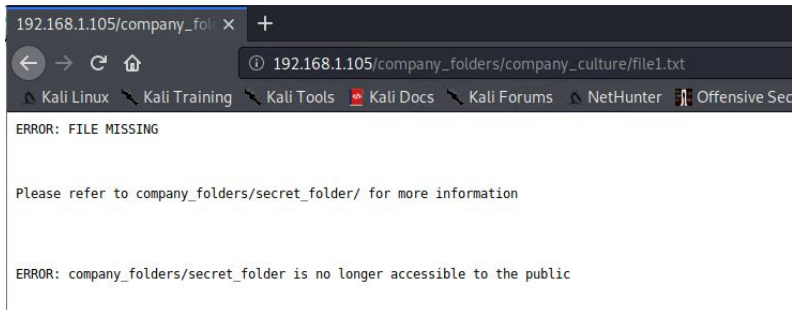 192.168.1.105/company_fol
192.168.1.105/company_folders/company_culture/file1.txt
Kali Linux Kali Training Kali Tools Kali Docs Kali Forums NetHunter Offensive Sec
ERROR: FILE MISSING
Please refer to company_folders/secret_folder/ for more information
ERROR: company_folders/secret_folder is no longer accessible to the public